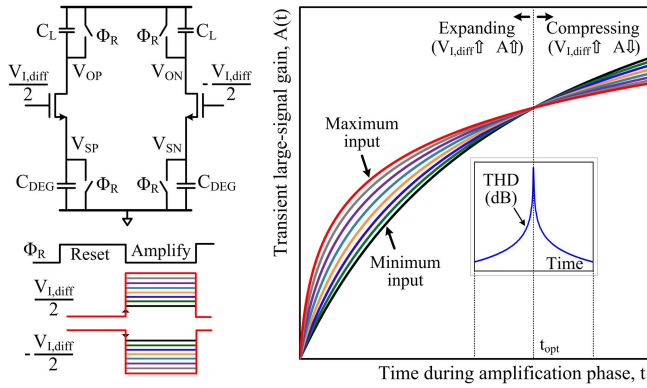 C_L
Φ_R
Φ_R
C_L
V_I,diff
2
V_OP
V_ON
-V_I,diff
2
V_SP
V_SN
C_DEG
Φ_R
Φ_R
C_DEG
Φ_R
Reset
Amplify
V_I,diff
2
-V_I,diff
2
Transient large-signal gain, A(t)
Expanding
(V_I,diff⇧ A⇧)
Compressing
(V_I,diff⇧ A⇩)
Maximum
input
Minimum
input
THD
(dB)
Time
t_opt
Time during amplification phase, t